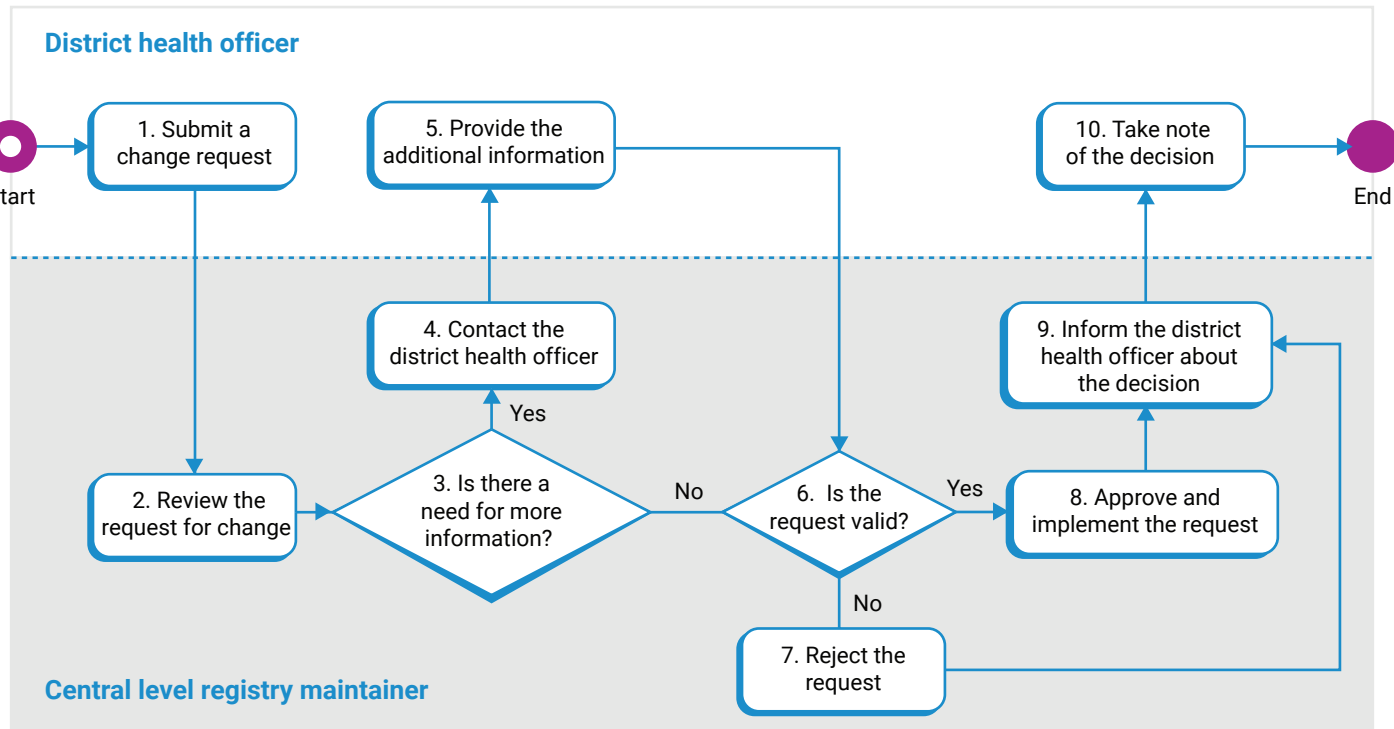 District health officer
1. Submit a
change request
5. Provide the
additional information
10. Take note
of the decision
tart
End
4. Contact the
district health officer
9. Inform the district
health officer about
the decision
Yes
2. Review the
request for change
3. Is there a
need for more
information?
No
6. Is the
request valid?
Yes
8. Approve and
implement the request
No
7. Reject the
request
Central level registry maintainer